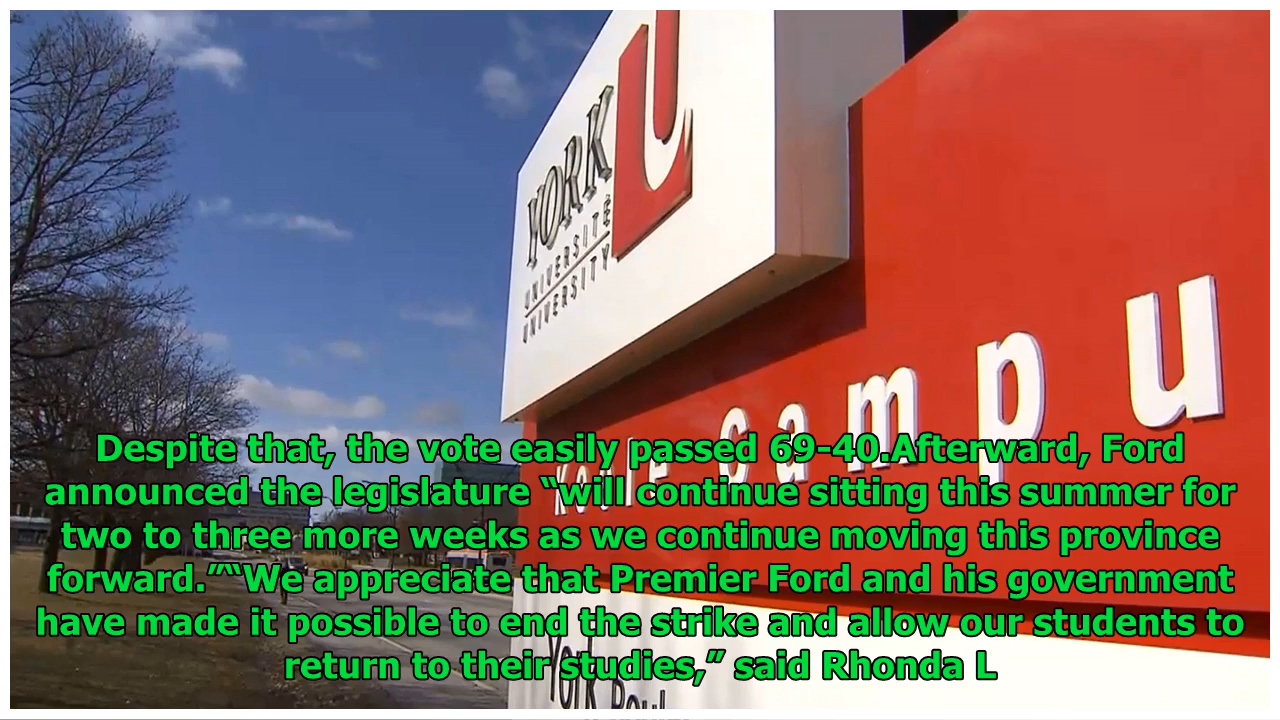 YORK U
UNIVERSITÉ
UNIVERSITY
Keele Campu
Despite that, the vote easily passed 69-40.Afterward, Ford
announced the legislature “will continue sitting this summer for
two to three more weeks as we continue moving this province
forward.”“We appreciate that Premier Ford and his government
have made it possible to end the strike and allow our students to
return to their studies,” said Rhonda L
York